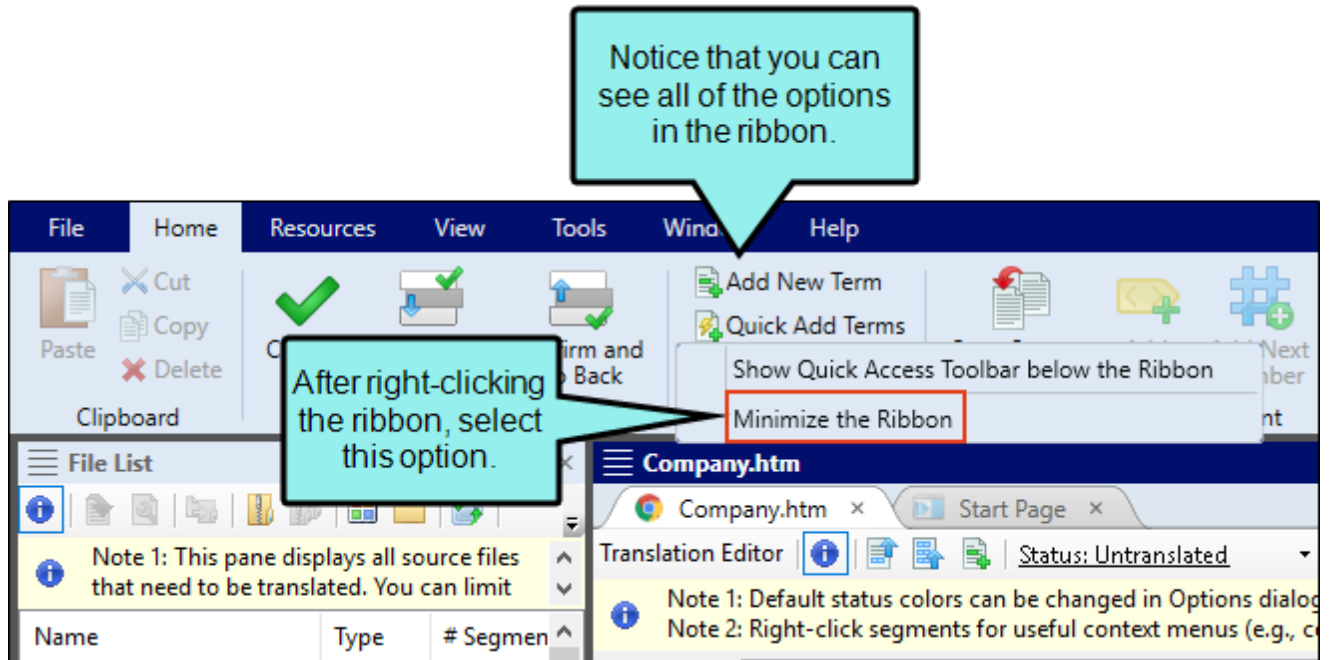 Notice that you can
see all of the options
in the ribbon.
File Home Resources View Tools Help
Cut
Copy
Delete
Paste
Clipboard
and
Back
Add New Term
Quick Add Terms
Next
Show Quick Access Toolbar below the Ribbon
Minimize the Ribbon
After right-clicking
the ribbon, select
this option.
File List
Note 1: This pane displays all source files
that need to be translated. You can limit
Name Type # Segmen
Company.htm
Company.htm Start Page
Translation Editor Status: Untranslated
Note 1: Default status colors can be changed in Options dialog
Note 2: Right-click segments for useful context menus (e.g.,